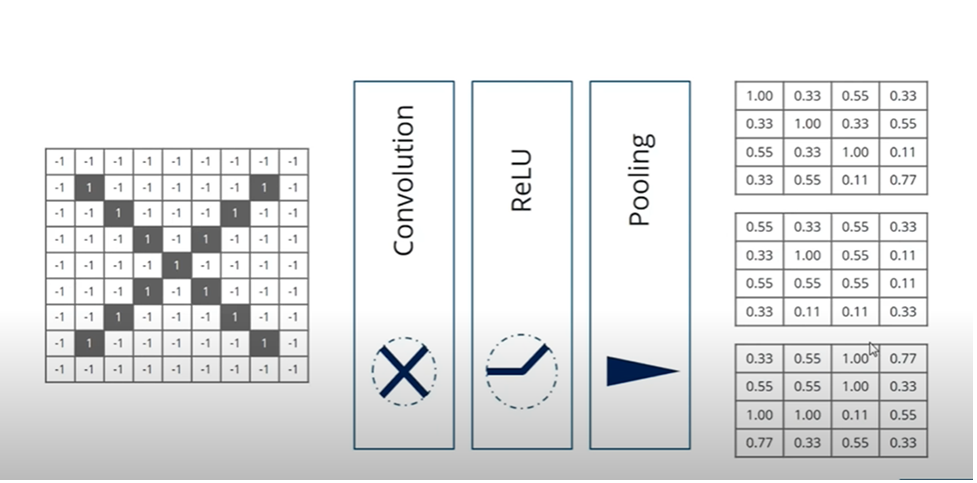 -1 -1 -1 -1 -1 -1 -1 -1 -1
-1 1 -1 -1 -1 -1 -1 1 -1
-1 -1 1 -1 -1 -1 1 -1 -1
-1 -1 -1 1 -1 1 -1 -1 -1
-1 -1 -1 -1 1 -1 -1 -1 -1
-1 -1 -1 1 -1 1 -1 -1 -1
-1 -1 1 -1 -1 -1 1 -1 -1
-1 1 -1 -1 -1 -1 -1 1 -1
-1 -1 -1 -1 -1 -1 -1 -1 -1
Convolution
ReLU
Pooling
1.00 0.33 0.55 0.33
0.33 1.00 0.33 0.55
0.55 0.33 1.00 0.11
0.33 0.55 0.11 0.77
0.55 0.33 0.55 0.33
0.33 1.00 0.55 0.11
0.55 0.55 0.55 0.11
0.33 0.11 0.11 0.33
0.33 0.55 1.00 0.77
0.55 0.55 1.00 0.33
1.00 1.00 0.11 0.55
0.77 0.33 0.55 0.33